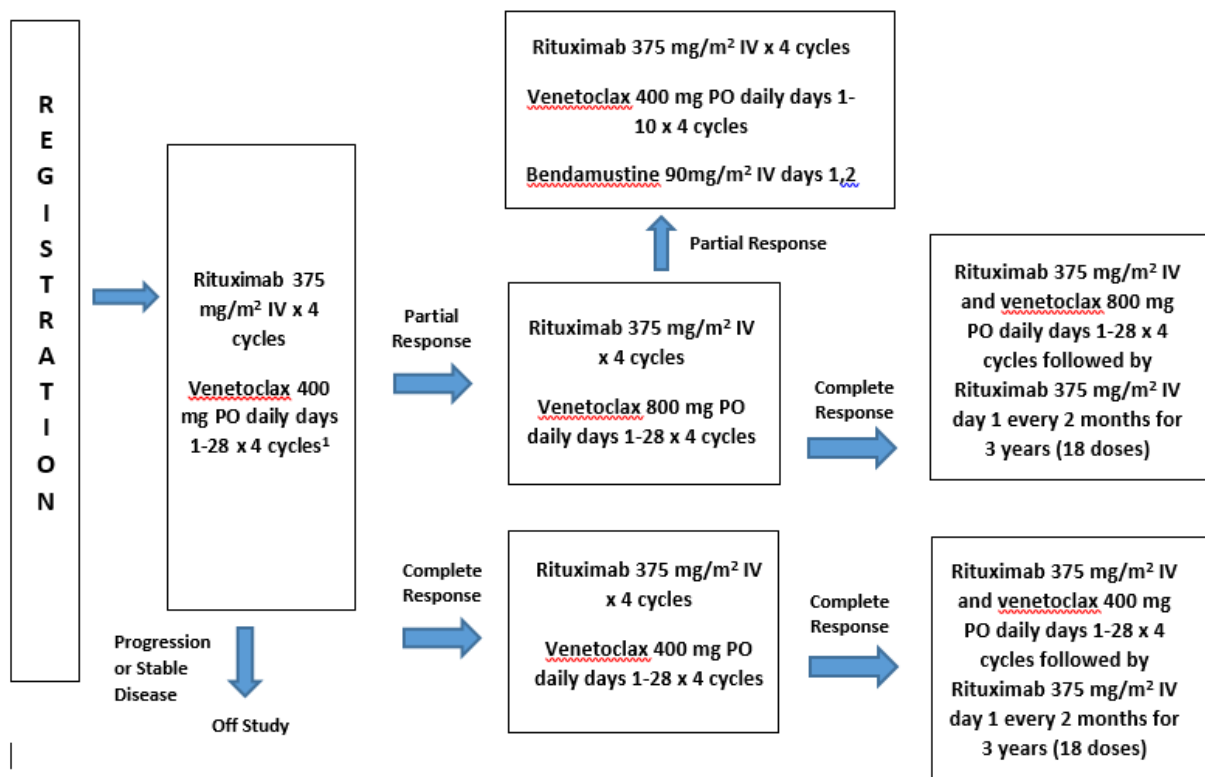 REGISTRATION
Rituximab 375
mg/m² IV x 4
cycles
Venetoclax 400
mg PO daily days
1-28 x 4 cycles¹
Progression
or Stable
Disease
Off Study
Partial
Response
Rituximab 375 mg/m² IV
x 4 cycles
Venetoclax 800 mg PO
daily days 1-28 x 4 cycles
Partial Response
Rituximab 375 mg/m² IV x 4 cycles
Venetoclax 400 mg PO daily days 1-
10 x 4 cycles
Bendamustine 90mg/m² IV days 1,2
Complete
Response
Rituximab 375 mg/m² IV
and venetoclax 800 mg
PO daily days 1-28 x 4
cycles followed by
Rituximab 375 mg/m² IV
day 1 every 2 months for
3 years (18 doses)
Complete
Response
Rituximab 375 mg/m² IV
x 4 cycles
Venetoclax 400 mg PO
daily days 1-28 x 4 cycles
Complete
Response
Rituximab 375 mg/m² IV
and venetoclax 400 mg
PO daily days 1-28 x 4
cycles followed by
Rituximab 375 mg/m² IV
day 1 every 2 months for
3 years (18 doses)